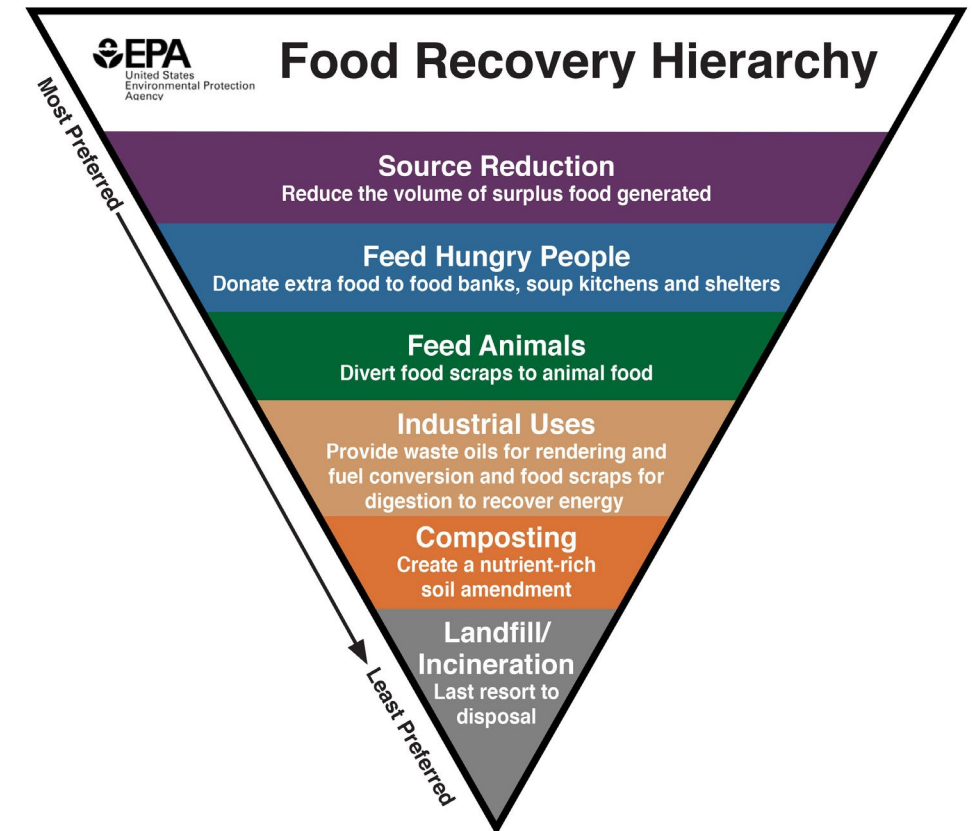 EPA
United States
Environmental Protection
Agency
Food Recovery Hierarchy
Most Preferred
Source Reduction
Reduce the volume of surplus food generated
Feed Hungry People
Donate extra food to food banks, soup kitchens and shelters
Feed Animals
Divert food scraps to animal food
Industrial Uses
Provide waste oils for rendering and
fuel conversion and food scraps for
digestion to recover energy
Composting
Create a nutrient-rich
soil amendment
Landfill/
Incineration
Last resort to
disposal
Least Preferred